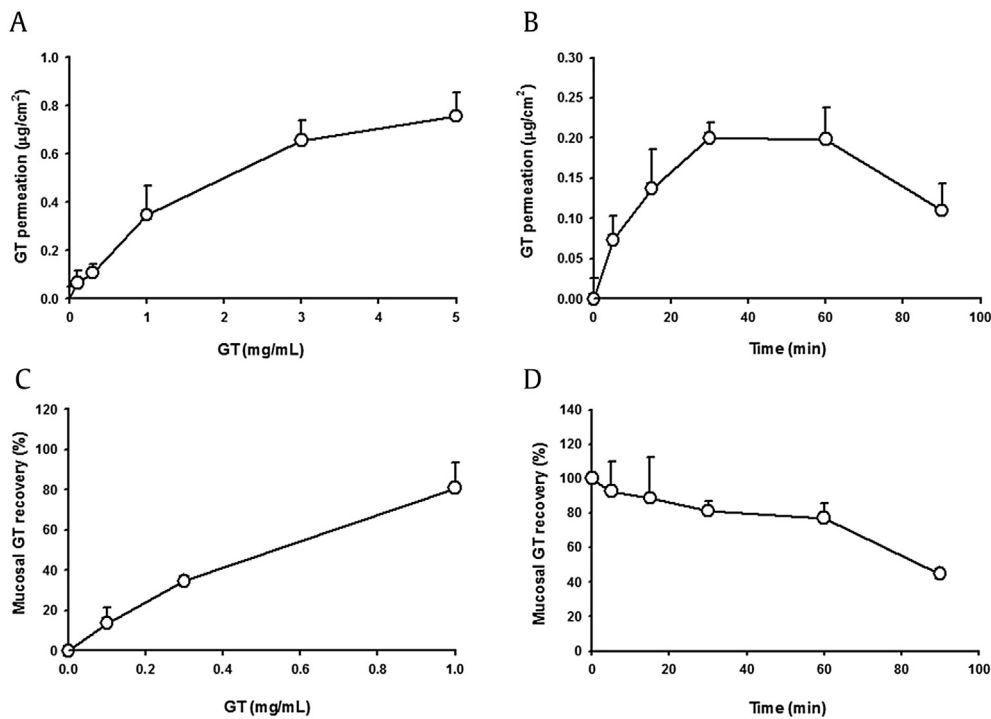 A
GT permeation (µg/cm²)
1.0
0.8
0.6
0.4
0.2
0.0
0 1 2 3 4 5
GT (mg/mL)
B
GT permeation (µg/cm²)
0.30
0.25
0.20
0.15
0.10
0.05
0.00
0 20 40 60 80 100
Time (min)
C
Mucosal GT recovery (%)
120
100
80
60
40
20
0
0.0 0.2 0.4 0.6 0.8 1.0
GT (mg/mL)
D
Mucosal GT recovery (%)
140
120
100
80
60
40
20
0
0 20 40 60 80 100
Time (min)